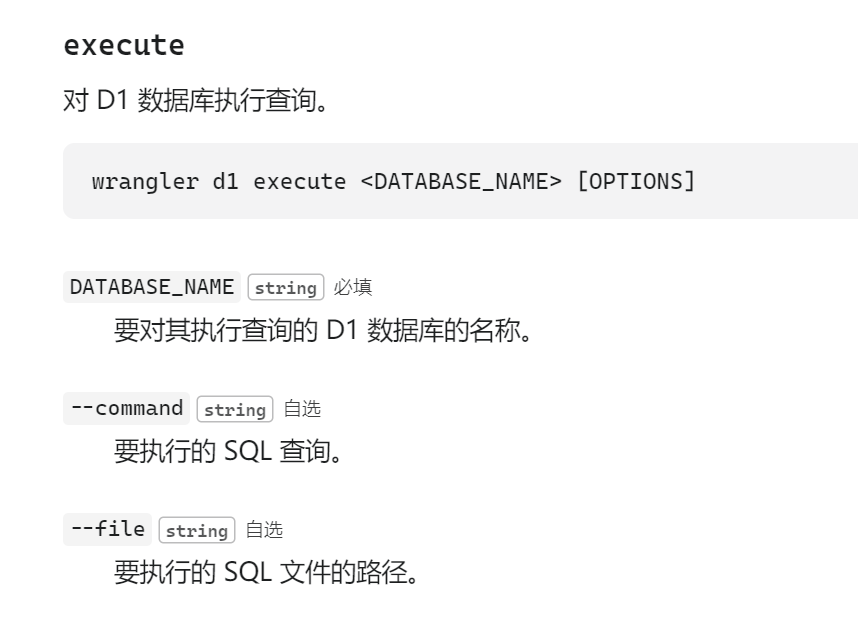 execute
对 D1 数据库执行查询。
wrangler d1 execute <DATABASE_NAME> [OPTIONS]
DATABASE_NAME string 必填
要对其执行查询的 D1 数据库的名称。
--command string 自选
要执行的 SQL 查询。
--file string 自选
要执行的 SQL 文件的路径。